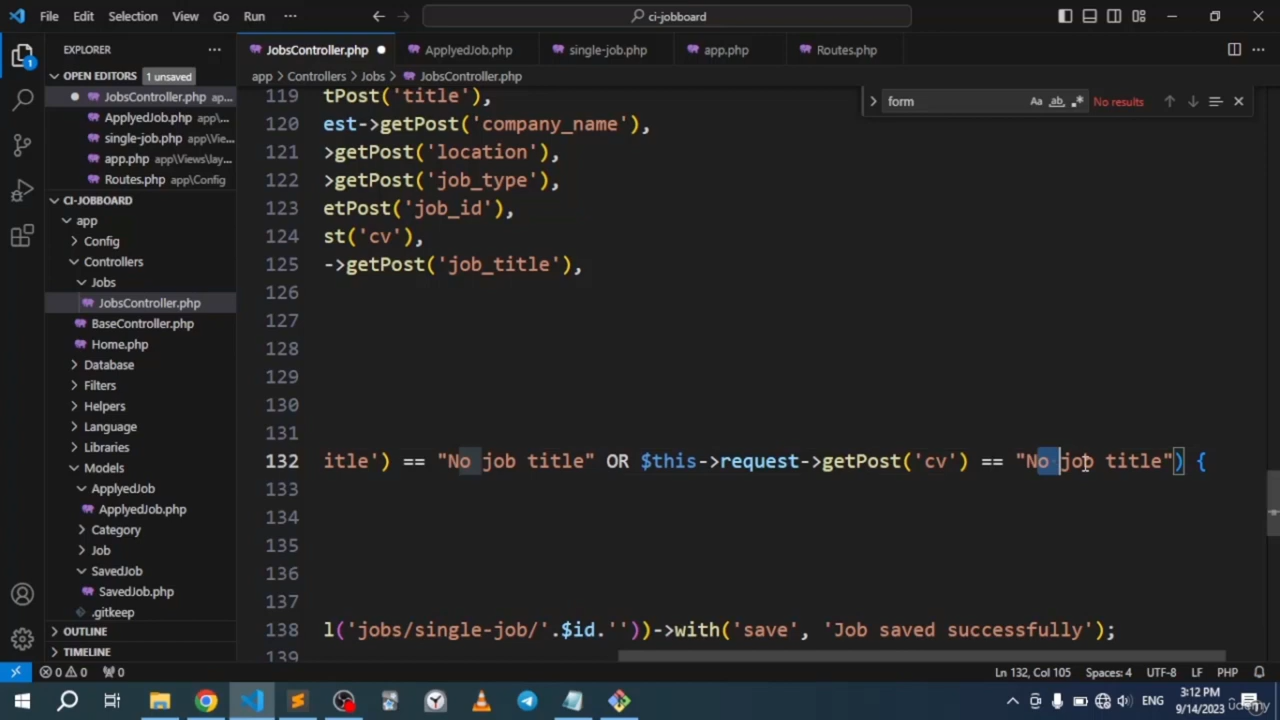 File Edit Selection View Go Run ··· ci-jobboard
EXPLORER ··· JobsController.php ApplyedJob.php single-job.php app.php Routes.php
OPEN EDITORS 1 unsaved app > Controllers > Jobs > JobsController.php
JobsController.php ap...
ApplyedJob.php app\...
single-job.php app\Vie...
app.php app\Views\lay...
Routes.php app\Config
CI-JOBBOARD
app
Config
Controllers
Jobs
JobsController.php
BaseController.php
Home.php
Database
Filters
Helpers
Language
Libraries
Models
ApplyedJob
ApplyedJob.php
Category
Job
SavedJob
SavedJob.php
.gitkeep
OUTLINE
TIMELINE
form Aa ab .* No results
119 tPost('title'),
120 est->getPost('company_name'),
121 >getPost('location'),
122 >getPost('job_type'),
123 etPost('job_id'),
124 st('cv'),
125 ->getPost('job_title'),
126
127
128
129
130
131
132 itle') == "No job title" OR $this->request->getPost('cv') == "No job title") {
133
134
135
136
137
138 l('jobs/single-job/'.$id.''))->with('save', 'Job saved successfully');
139
0 0 0 Ln 132, Col 105 Spaces: 4 UTF-8 LF PHP
ENG 3:12 PM
9/14/2023
udemy